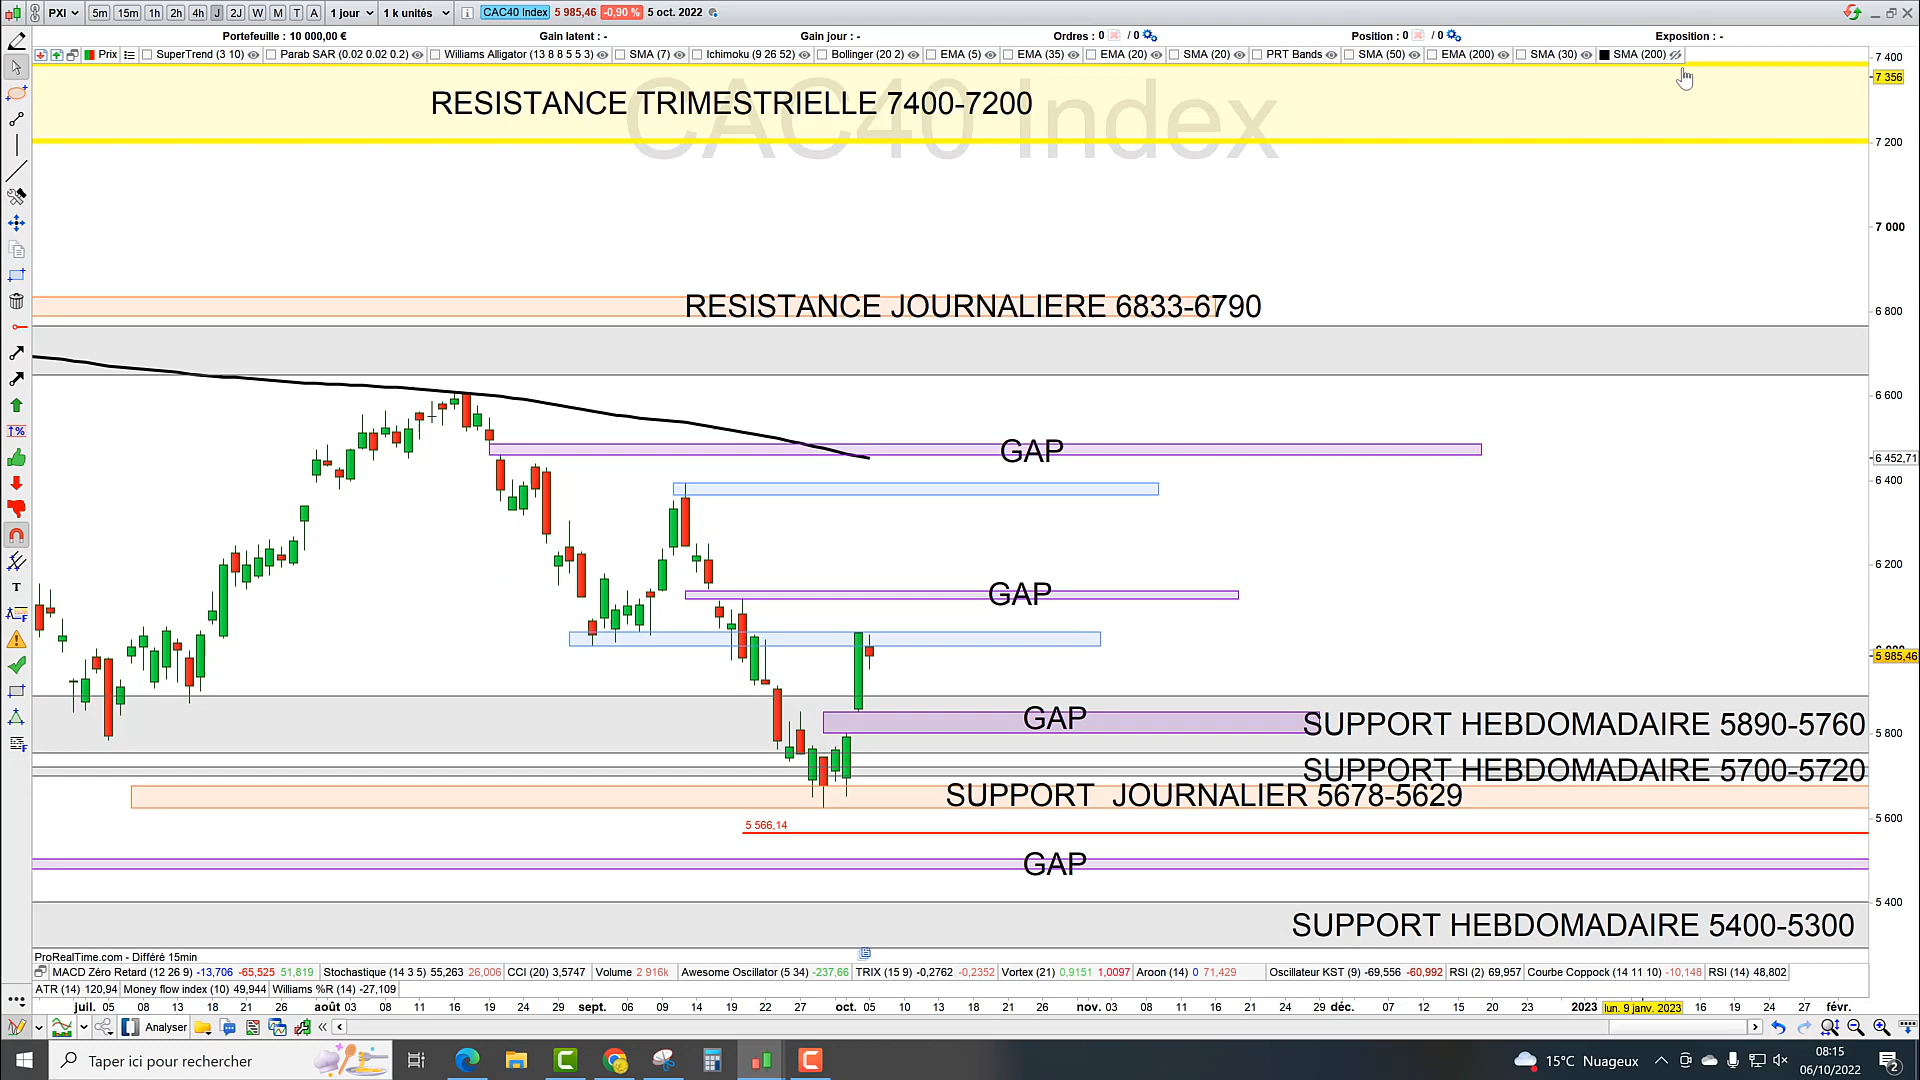 PXI 5m 15m 1h 2h 4h J 2J W M T A 1 jour 1 k unités CAC40 Index 5 985,46 -0,90 % 5 oct. 2022
Portefeuille : 10 000,00 € Gain latent : - Gain jour : - Ordres : 0 / 0 Position : 0 / 0 Exposition : -
Prix SuperTrend (3 10) Parab SAR (0.02 0.02 0.2) Williams Alligator (13 8 8 5 5 3) SMA (7) Ichimoku (9 26 52) Bollinger (20 2) EMA (5) EMA (35) EMA (20) SMA (20) PRT Bands SMA (50) EMA (200) SMA (30) SMA (200)
7 400
7 356
RESISTANCE TRIMESTRIELLE 7400-7200
CAC40 Index
7 200
7 000
RESISTANCE JOURNALIERE 6833-6790
6 800
6 600
GAP
6 452,71
6 400
6 200
GAP
5 985,46
GAP
SUPPORT HEBDOMADAIRE 5890-5760
5 800
SUPPORT HEBDOMADAIRE 5700-5720
SUPPORT JOURNALIER 5678-5629
5 600
5 566,14
GAP
5 400
SUPPORT HEBDOMADAIRE 5400-5300
ProRealTime.com - Différé 15min
MACD Zéro Retard (12 26 9) -13,706 -65,525 51,819 Stochastique (14 3 5) 55,263 26,006 CCI (20) 3,5747 Volume 2 916k Awesome Oscillator (5 34) -237,66 TRIX (15 9) -0,2762 -0,2352 Vortex (21) 0,9151 1,0097 Aroon (14) 0 71,429 Oscillateur KST (9) -69,556 -60,992 RSI (2) 69,957 Courbe Coppock (14 11 10) -10,148 RSI (14) 48,802
ATR (14) 120,94 Money flow index (10) 49,944 Williams %R (14) -27,109
juil. 05 08 13 18 21 26 août 03 08 11 16 19 24 29 sept. 06 09 14 19 22 27 oct. 05 10 13 18 21 26 nov. 03 08 11 16 21 24 29 déc. 07 12 15 20 23 2023 lun. 9 janv. 2023 16 19 24 27 févr.
Analyser
Taper ici pour rechercher
15°C Nuageux
08:15
06/10/2022
2